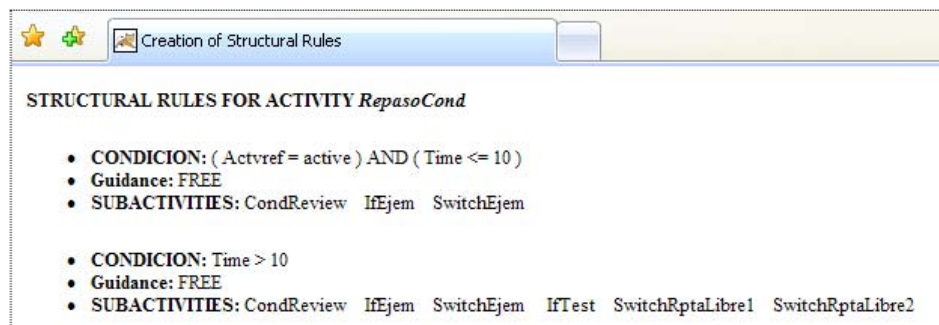 Creation of Structural Rules
STRUCTURAL RULES FOR ACTIVITY RepasoCond
• CONDICION: ( Actvref = active ) AND ( Time <= 10 )
• Guidance: FREE
• SUBACTIVITIES: CondReview IfEjem SwitchEjem
• CONDICION: Time > 10
• Guidance: FREE
• SUBACTIVITIES: CondReview IfEjem SwitchEjem IfTest SwitchRptaLibre1 SwitchRptaLibre2